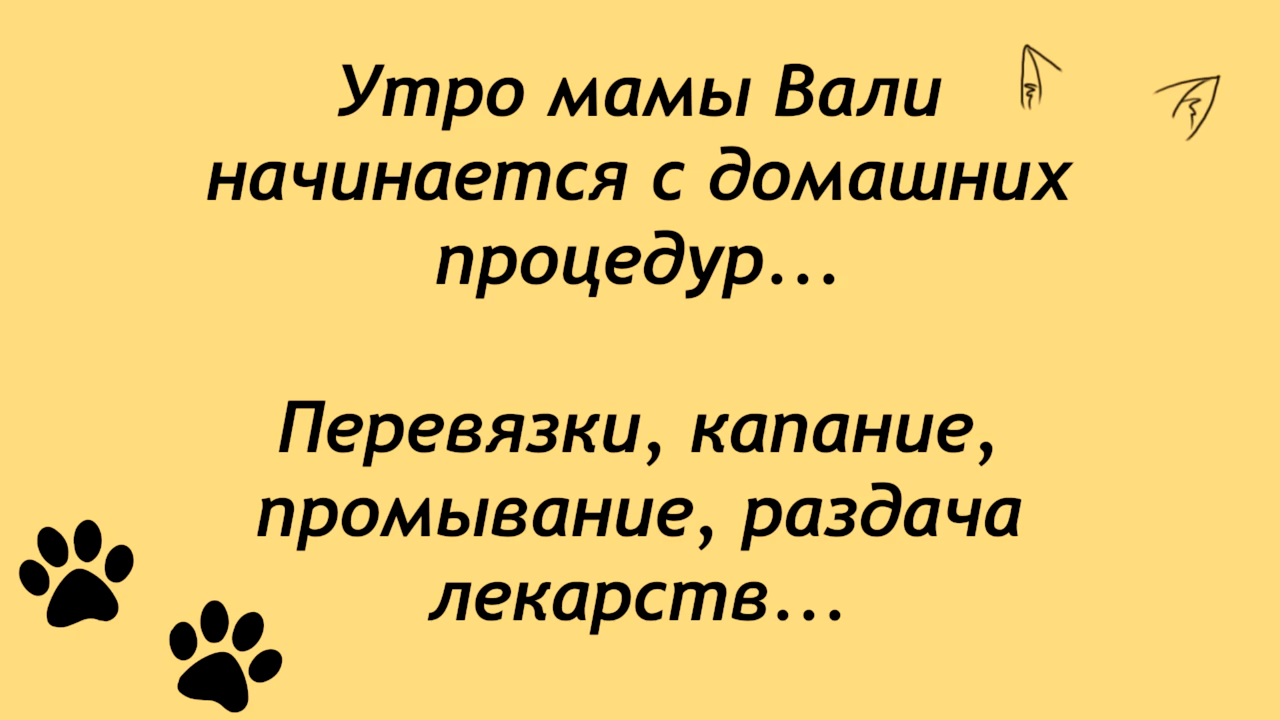 Утро мамы Вали
начинается с домашних
процедур...
Перевязки, капание,
промывание, раздача
лекарств...